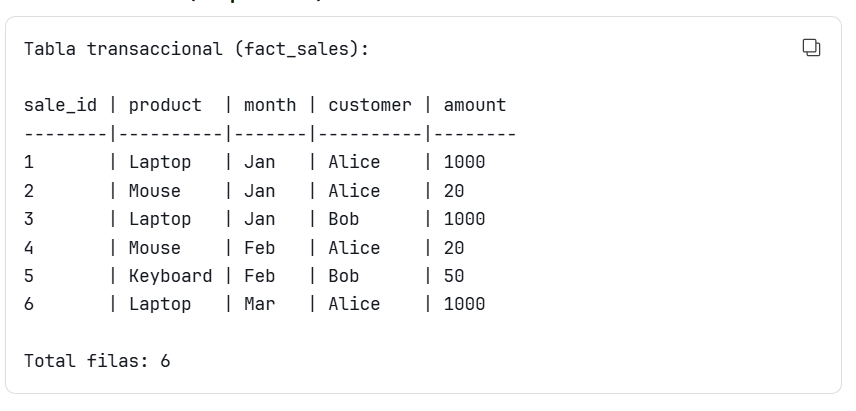 Tabla transaccional (fact_sales):
sale_id | product  | month | customer | amount
--------|----------|-------|----------|--------
1       | Laptop   | Jan   | Alice    | 1000
2       | Mouse    | Jan   | Alice    | 20
3       | Laptop   | Jan   | Bob      | 1000
4       | Mouse    | Feb   | Alice    | 20
5       | Keyboard | Feb   | Bob      | 50
6       | Laptop   | Mar   | Alice    | 1000
Total filas: 6